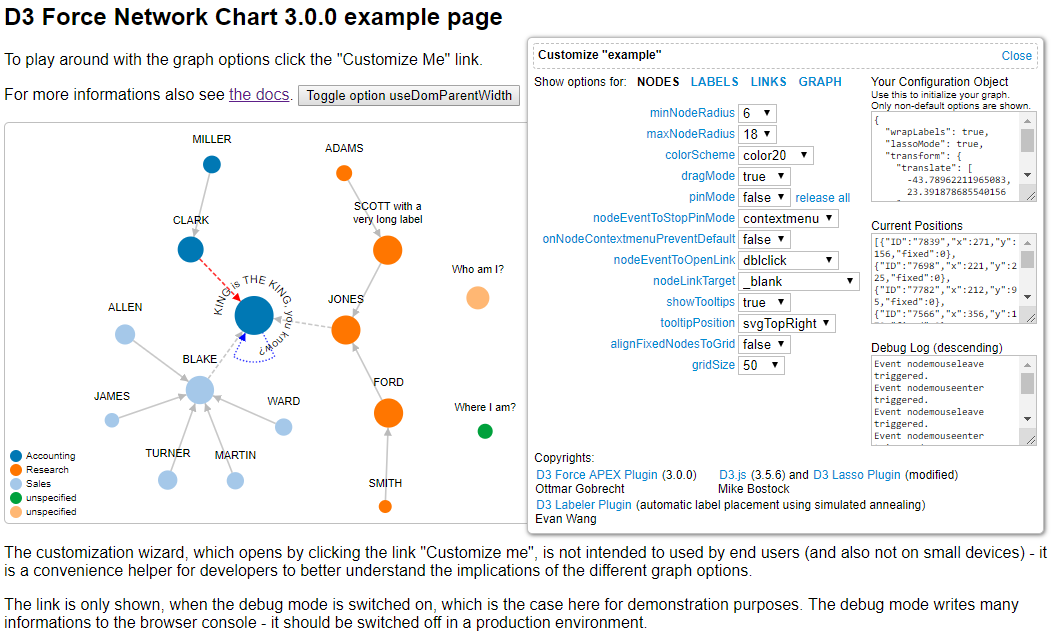 D3 Force Network Chart 3.0.0 example page
To play around with the graph options click the "Customize Me" link.
For more informations also see the docs. Toggle option useDomParentWidth
MILLER
ADAMS
CLARK
SCOTT with a
very long label
KING is THE KING, you know?
Who am I?
ALLEN
JONES
BLAKE
JAMES
WARD
FORD
Where I am?
TURNER
MARTIN
SMITH
Accounting
Research
Sales
unspecified
unspecified
Customize "example"
Close
Show options for: NODES LABELS LINKS GRAPH
minNodeRadius 6
maxNodeRadius 18
colorScheme color20
dragMode true
pinMode false release all
nodeEventToStopPinMode contextmenu
onNodeContextmenuPreventDefault false
nodeEventToOpenLink dblclick
nodeLinkTarget _blank
showTooltips true
tooltipPosition svgTopRight
alignFixedNodesToGrid false
gridSize 50
Your Configuration Object
Use this to initialize your graph.
Only non-default options are shown.
{
"wrapLabels": true,
"lassoMode": true,
"transform": {
"translate": [
-43.78962211965083,
23.391878685540156
Current Positions
[{"ID":"7839","x":271,"y":
156,"fixed":0},
{"ID":"7698","x":221,"y":2
25,"fixed":0},
{"ID":"7782","x":212,"y":9
5,"fixed":0},
{"ID":"7566","x":356,"y":1
Debug Log (descending)
Event nodemouseleave
triggered.
Event nodemouseenter
triggered.
Event nodemouseleave
triggered.
Event nodemouseenter
Copyrights:
D3 Force APEX Plugin (3.0.0) D3.js (3.5.6) and D3 Lasso Plugin (modified)
Ottmar Gobrecht Mike Bostock
D3 Labeler Plugin (automatic label placement using simulated annealing)
Evan Wang
The customization wizard, which opens by clicking the link "Customize me", is not intended to used by end users (and also not on small devices) - it
is a convenience helper for developers to better understand the implications of the different graph options.
The link is only shown, when the debug mode is switched on, which is the case here for demonstration purposes. The debug mode writes many
informations to the browser console - it should be switched off in a production environment.